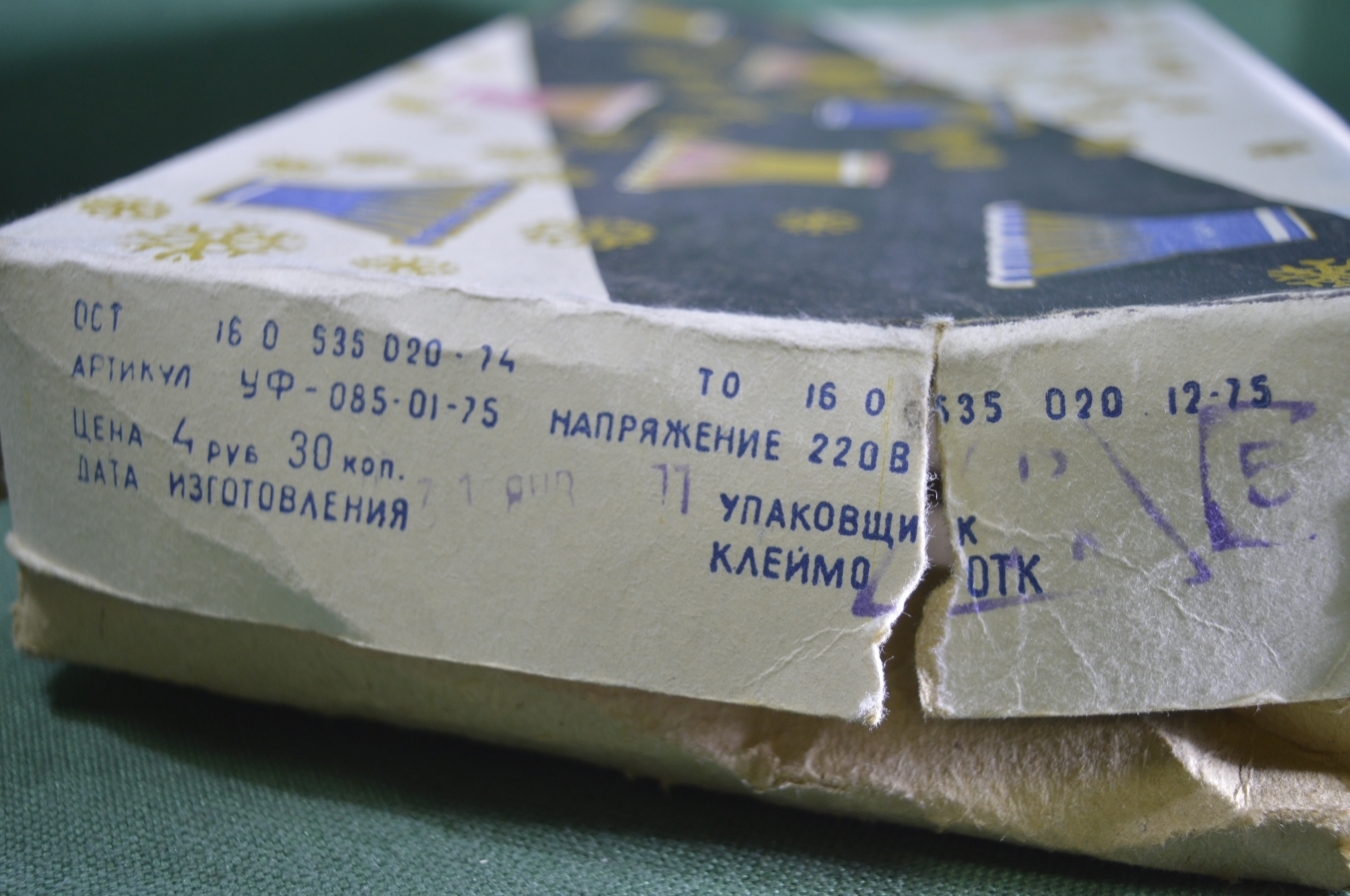 ОСТ 16 0 535 020-74
ТО 16 0 535 020 12-75
АРТИКУЛ УФ-085-01-75
НАПРЯЖЕНИЕ 220В
ЦЕНА 4 руб 30 коп.
ДАТА ИЗГОТОВЛЕНИЯ
УПАКОВЩИК
КЛЕЙМО ОТК